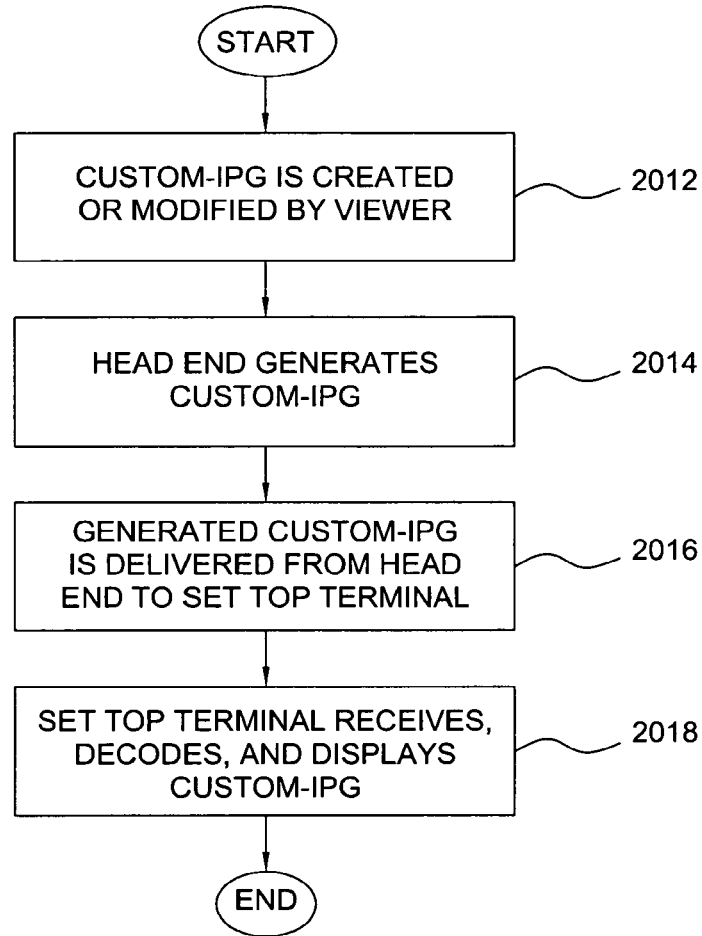 START
CUSTOM-IPG IS CREATED
OR MODIFIED BY VIEWER
2012
HEAD END GENERATES
CUSTOM-IPG
2014
GENERATED CUSTOM-IPG
IS DELIVERED FROM HEAD
END TO SET TOP TERMINAL
2016
SET TOP TERMINAL RECEIVES,
DECODES, AND DISPLAYS
CUSTOM-IPG
2018
END